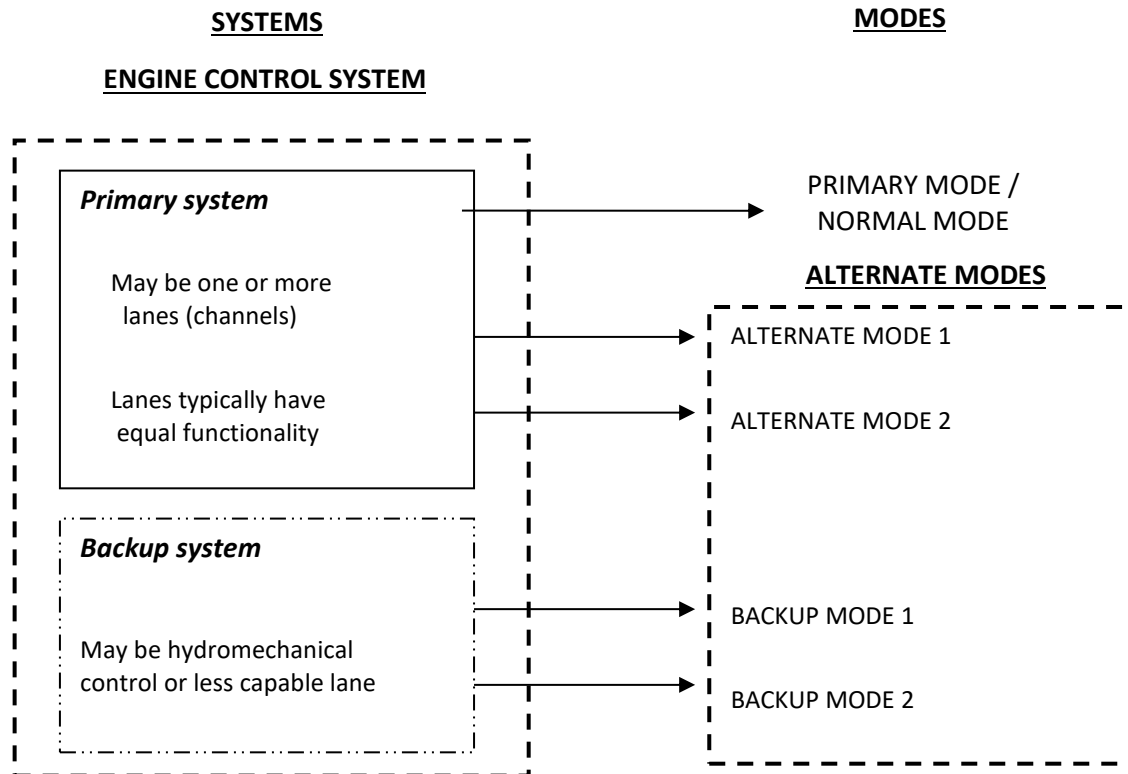 SYSTEMS
ENGINE CONTROL SYSTEM
Primary system
May be one or more
lanes (channels)
Lanes typically have
equal functionality
Backup system
May be hydromechanical
control or less capable lane
MODES
PRIMARY MODE /
NORMAL MODE
ALTERNATE MODES
ALTERNATE MODE 1
ALTERNATE MODE 2
BACKUP MODE 1
BACKUP MODE 2